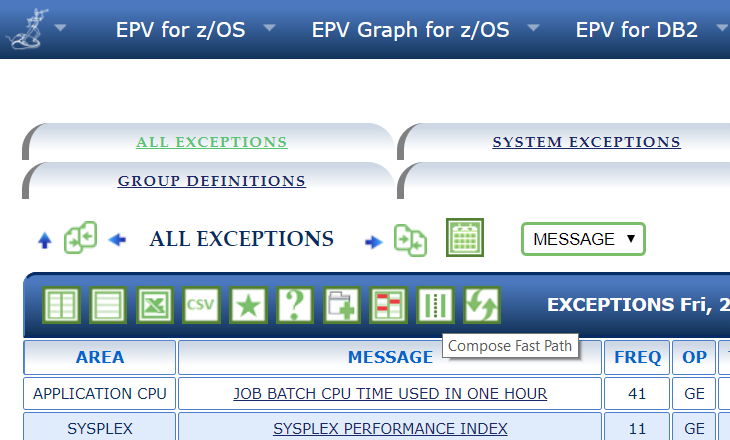 EPV for z/OS EPV Graph for z/OS EPV for DB2
ALL EXCEPTIONS SYSTEM EXCEPTIONS
GROUP DEFINITIONS
ALL EXCEPTIONS MESSAGE
CSV ? EXCEPTIONS Fri, 2
Compose Fast Path
AREA MESSAGE FREQ OP
APPLICATION CPU JOB BATCH CPU TIME USED IN ONE HOUR 41 GE
SYSPLEX SYSPLEX PERFORMANCE INDEX 11 GE